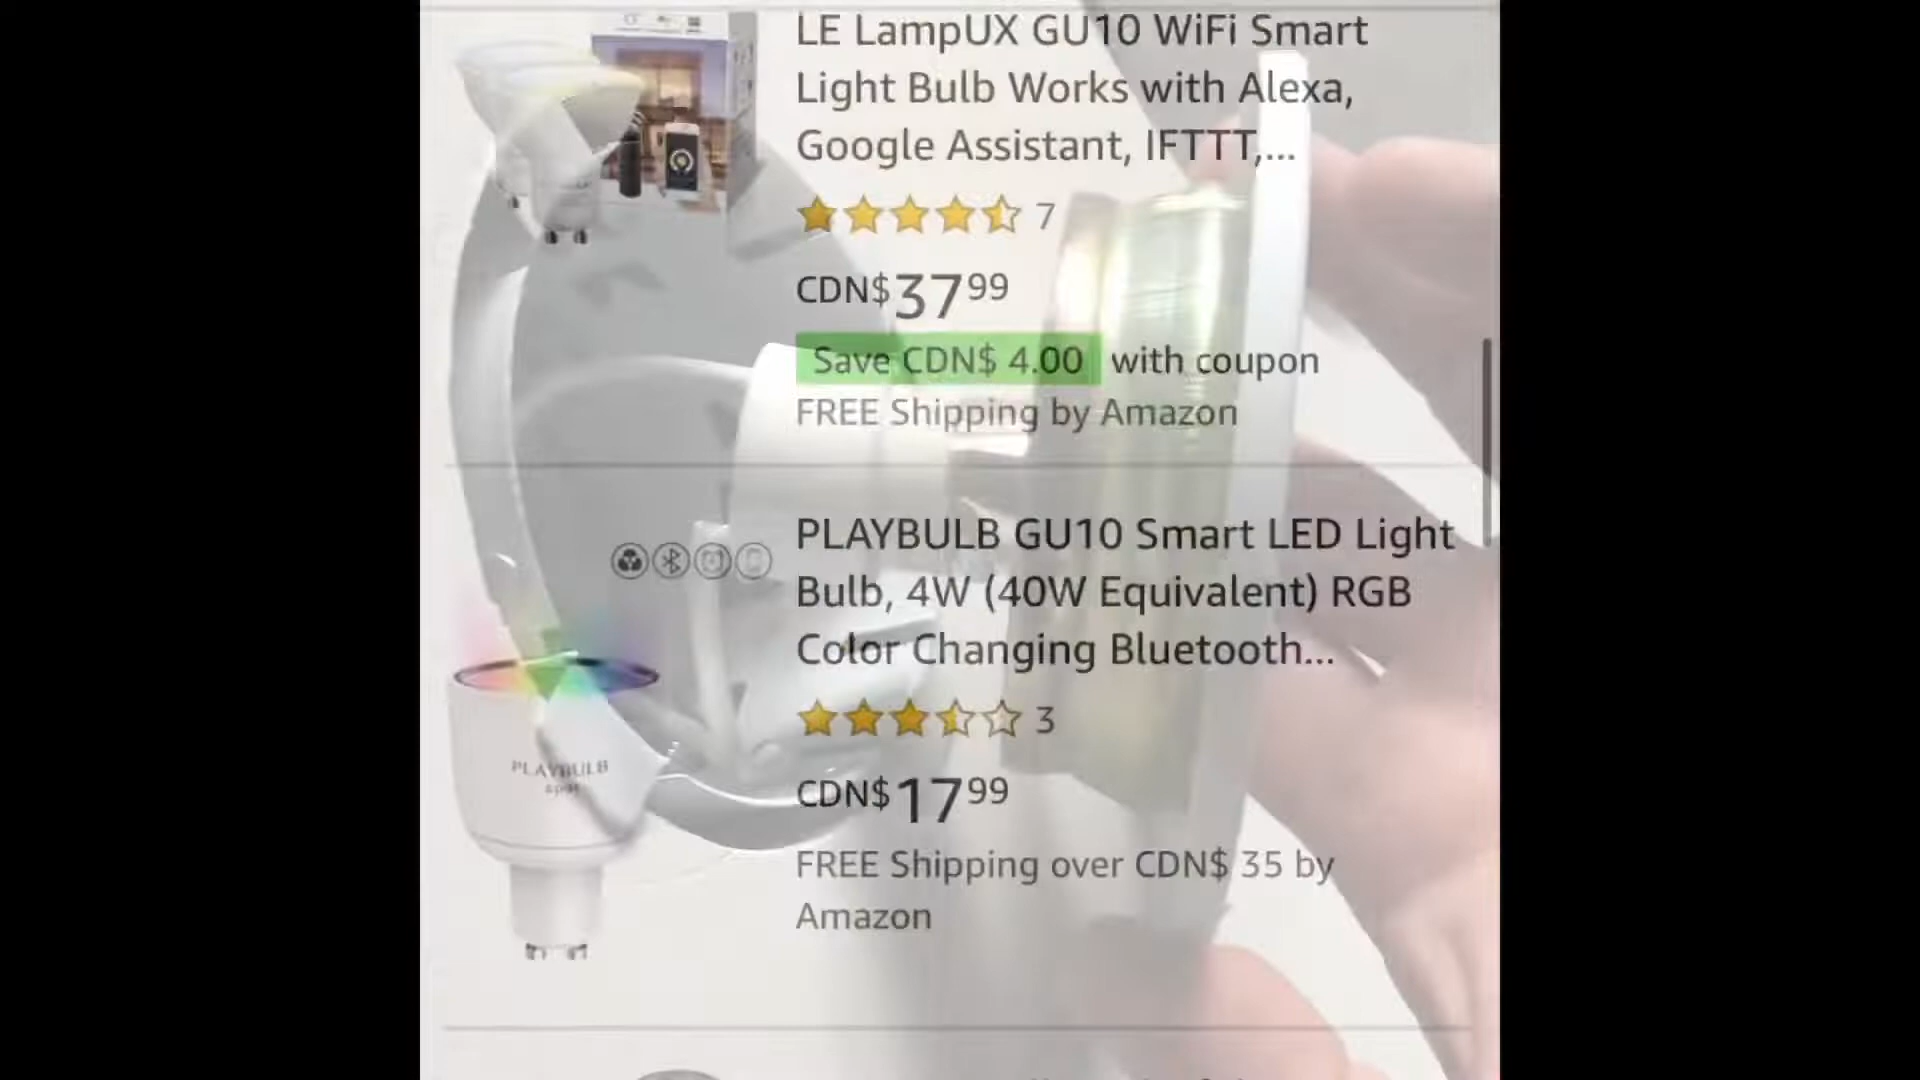 LE LampUX GU10 WiFi Smart
Light Bulb Works with Alexa,
Google Assistant, IFTTT,...
7
CDN$ 37 99
Save CDN$ 4.00 with coupon
FREE Shipping by Amazon
PLAYBULB GU10 Smart LED Light
Bulb, 4W (40W Equivalent) RGB
Color Changing Bluetooth...
3
CDN$ 17 99
FREE Shipping over CDN$ 35 by
Amazon
PLAYBULB